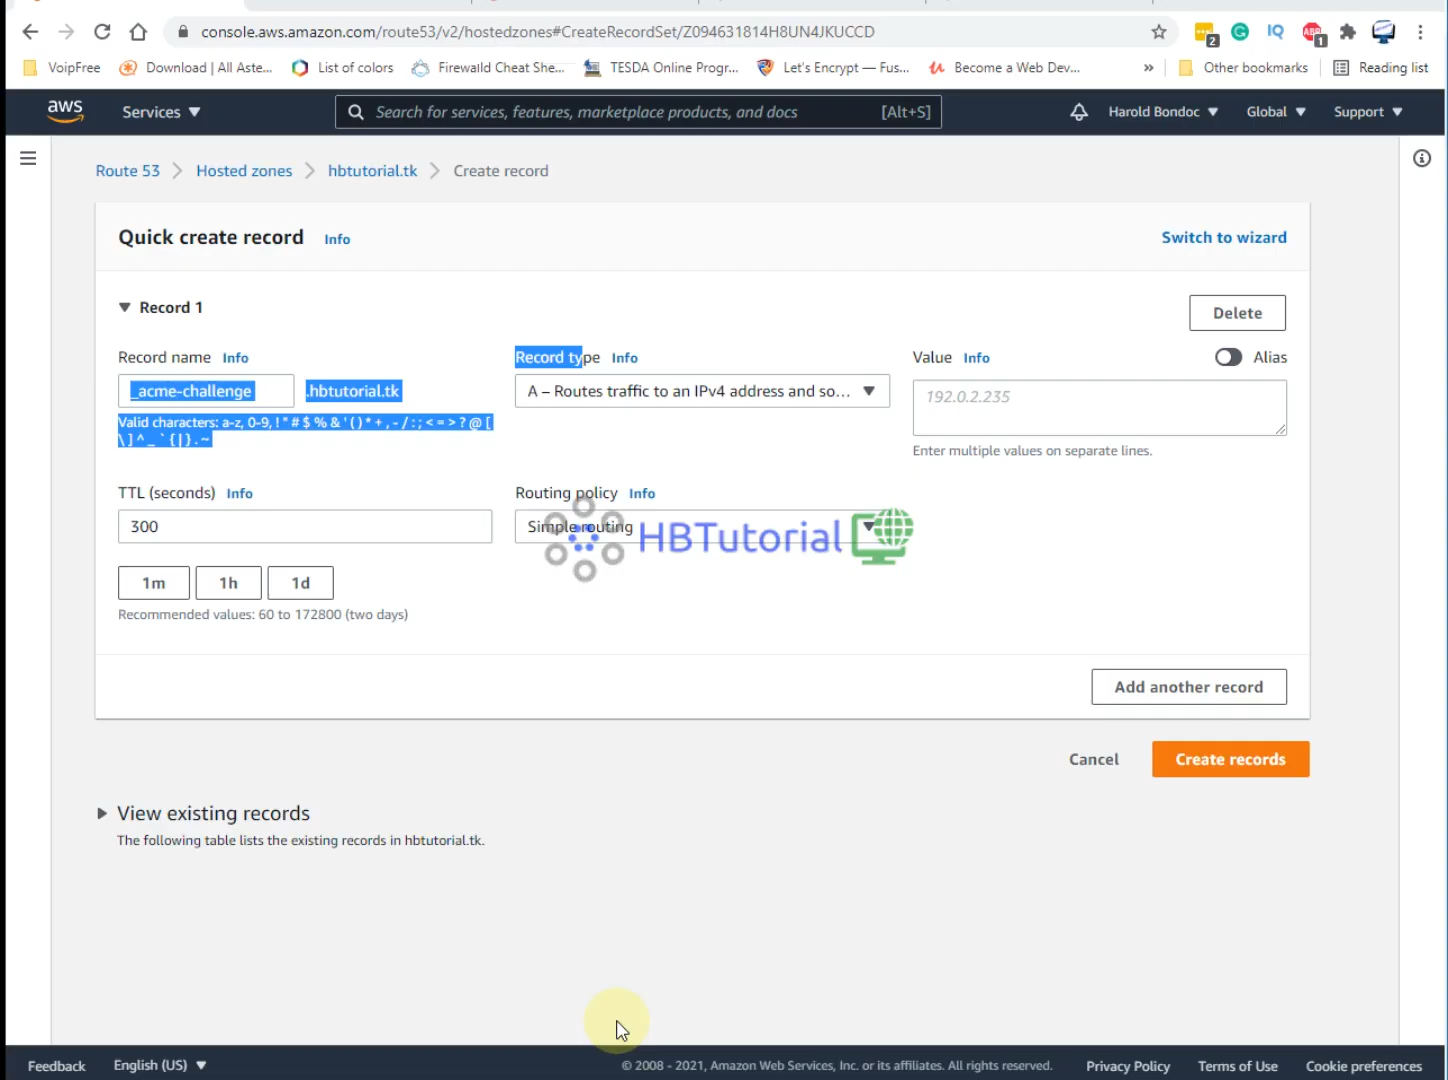 console.aws.amazon.com/route53/v2/hostedzones#CreateRecordSet/Z094631814H8UN4JKUCCD
2
IQ
ABP
1
VoipFree
Download | All Aste...
List of colors
Firewalld Cheat She...
TESDA Online Progr...
Let's Encrypt — Fus...
Become a Web Dev...
»
Other bookmarks
Reading list
aws
Services
Search for services, features, marketplace products, and docs
[Alt+S]
Harold Bondoc
Global
Support
Route 53
Hosted zones
hbtutorial.tk
Create record
Quick create record
Info
Switch to wizard
Record 1
Delete
Record name Info
Record type Info
Value Info
Alias
_acme-challenge
.hbtutorial.tk
A – Routes traffic to an IPv4 address and so...
192.0.2.235
Valid characters: a-z, 0-9, ! " # $ % & ' ( ) * + , - / : ; < = > ? @ [
\ ] ^ _ ` { | } . ~
Enter multiple values on separate lines.
TTL (seconds) Info
Routing policy Info
300
Simple routing
HBTutorial
1m
1h
1d
Recommended values: 60 to 172800 (two days)
Add another record
Cancel
Create records
View existing records
The following table lists the existing records in hbtutorial.tk.
Feedback
English (US)
© 2008 - 2021, Amazon Web Services, Inc. or its affiliates. All rights reserved.
Privacy Policy
Terms of Use
Cookie preferences